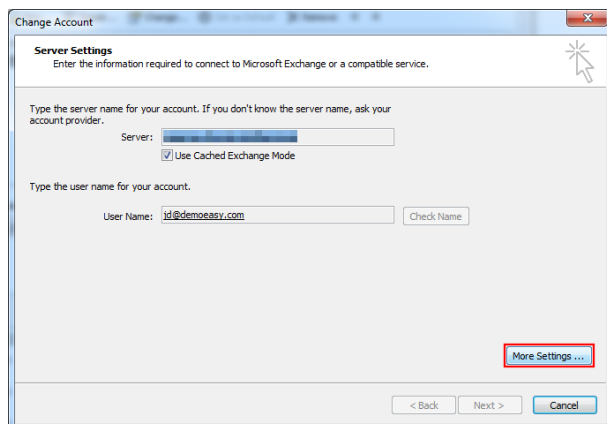 Change Account
Server Settings
Enter the information required to connect to Microsoft Exchange or a compatible service.
Type the server name for your account. If you don't know the server name, ask your
account provider.
Server:
Use Cached Exchange Mode
Type the user name for your account.
User Name: jd@demoeasy.com Check Name
More Settings ...
< Back Next > Cancel